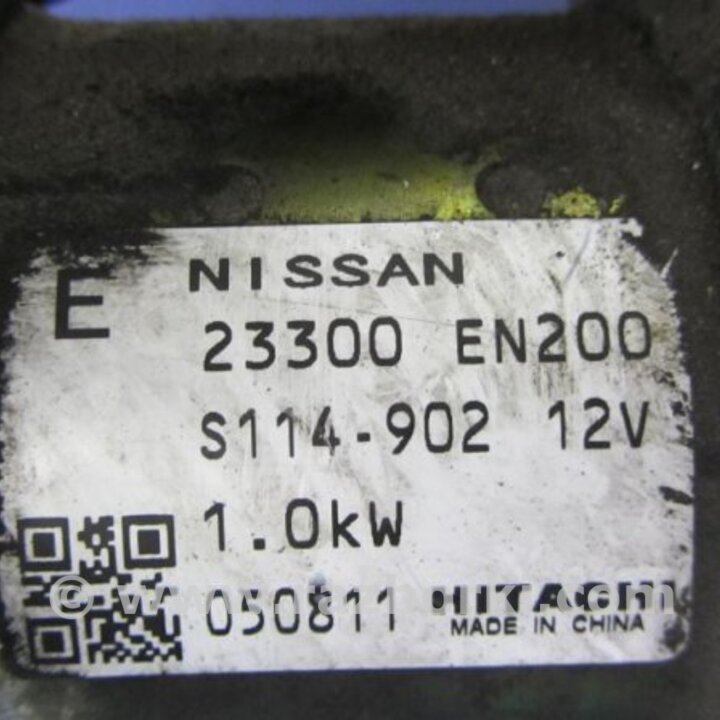 E NISSAN
23300 EN200
S114-902 12V
1.0kW
050811 HITACHI
MADE IN CHINA